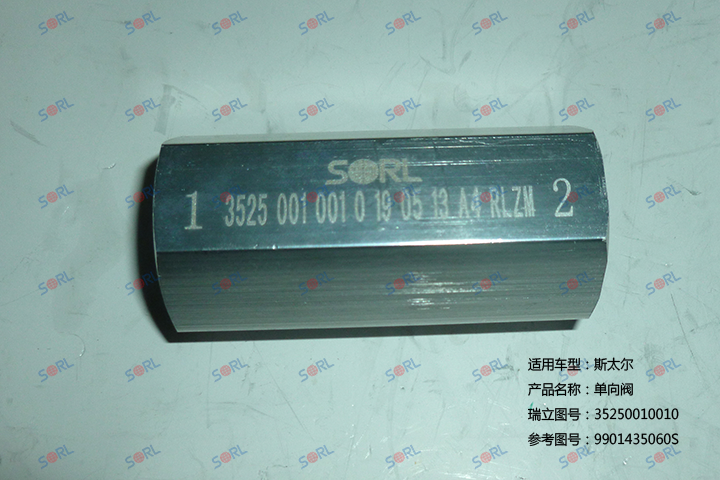 SORL
1 3525 001 001 0 19 05 13 A4 RLZM 2
适用车型：斯太尔
产品名称：单向阀
瑞立图号：35250010010
参考图号：9901435060S